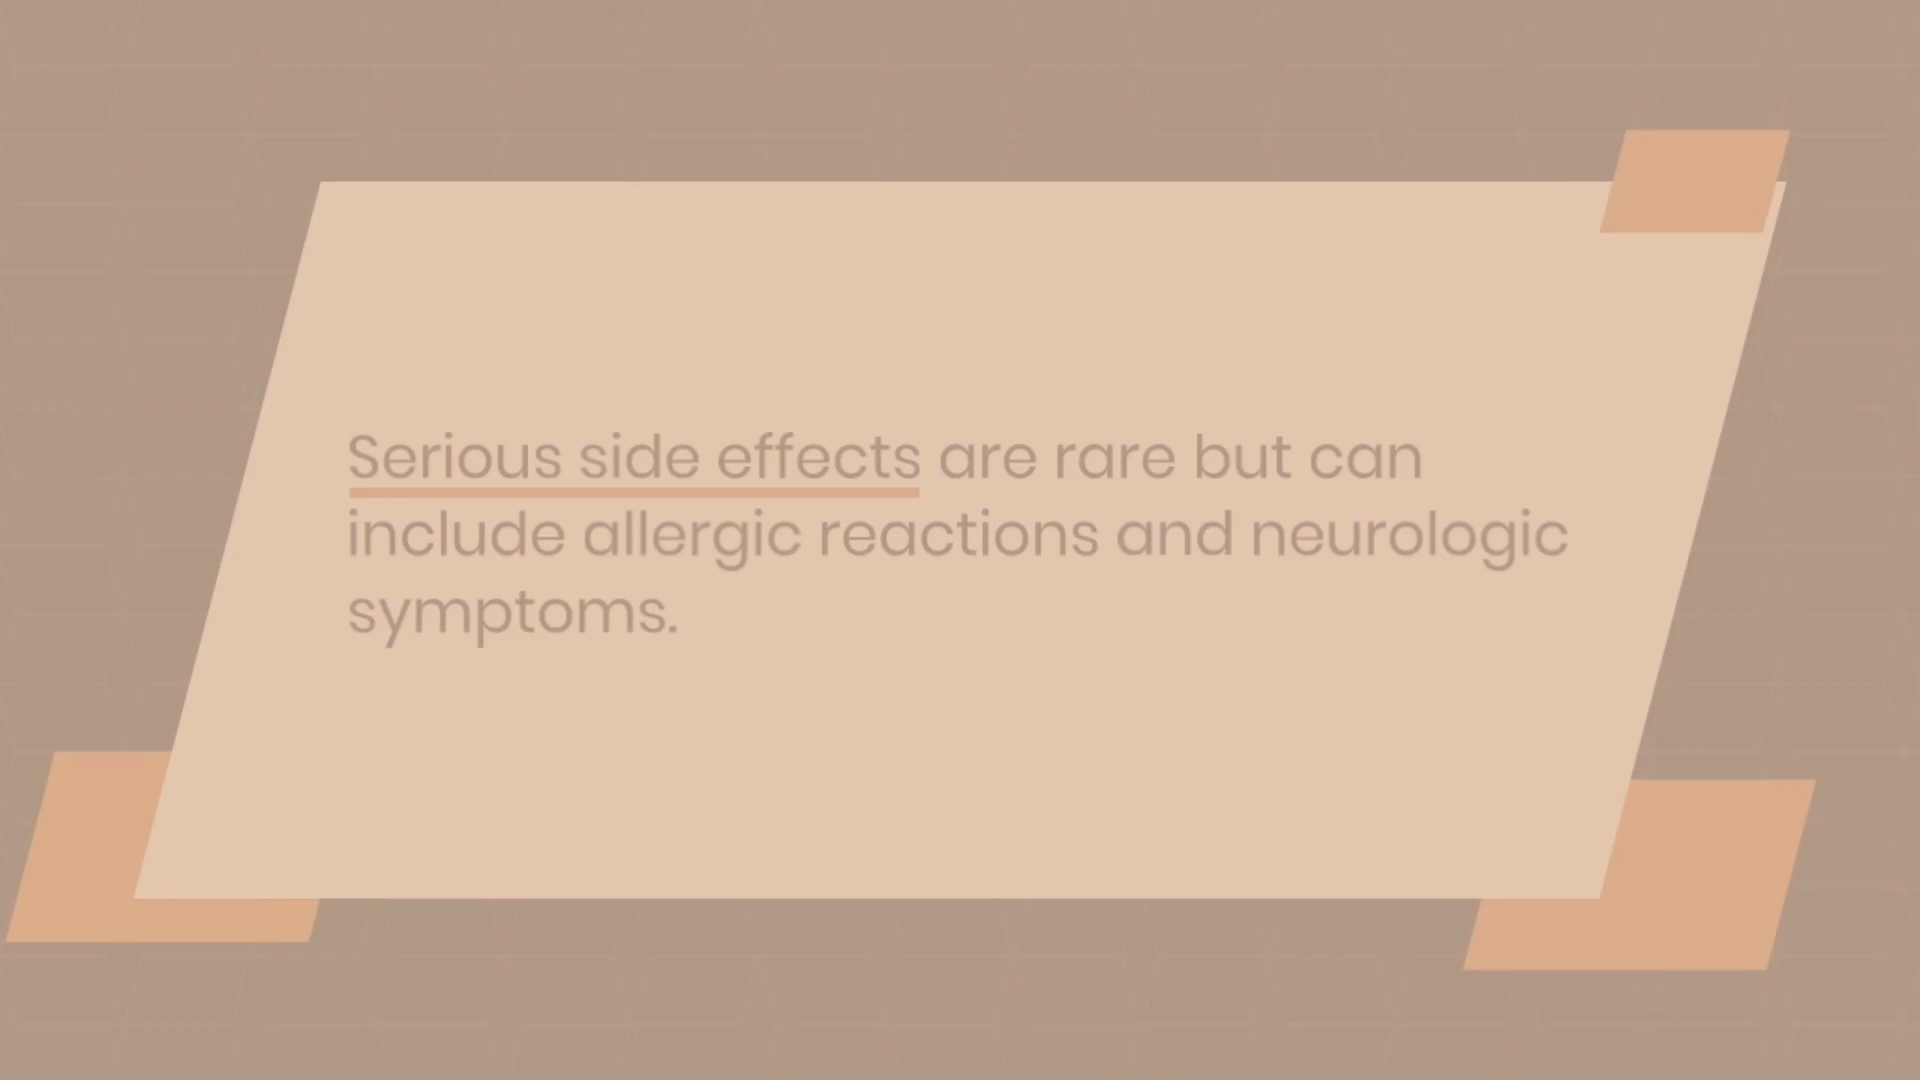 Serious side effects are rare but can
include allergic reactions and neurologic
symptoms.